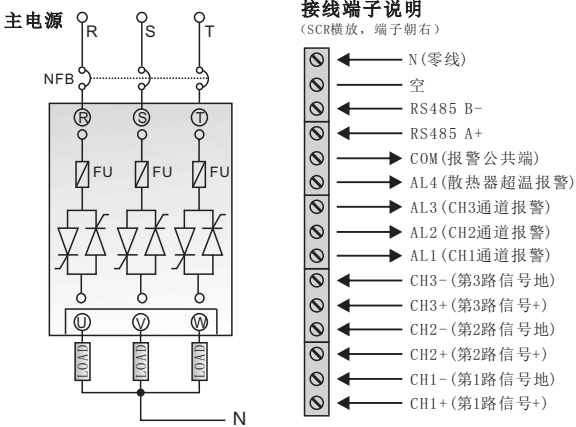 主电源
R
S
T
NFB
R
S
T
FU
FU
FU
U
V
W
LOAD
LOAD
LOAD
N
接线端子说明
(SCR横放，端子朝右)
N(零线)
空
RS485 B-
RS485 A+
COM(报警公共端)
AL4(散热器超温报警)
AL3(CH3通道报警)
AL2(CH2通道报警)
AL1(CH1通道报警)
CH3-(第3路信号地)
CH3+(第3路信号+)
CH2-(第2路信号地)
CH2+(第2路信号+)
CH1-(第1路信号地)
CH1+(第1路信号+)